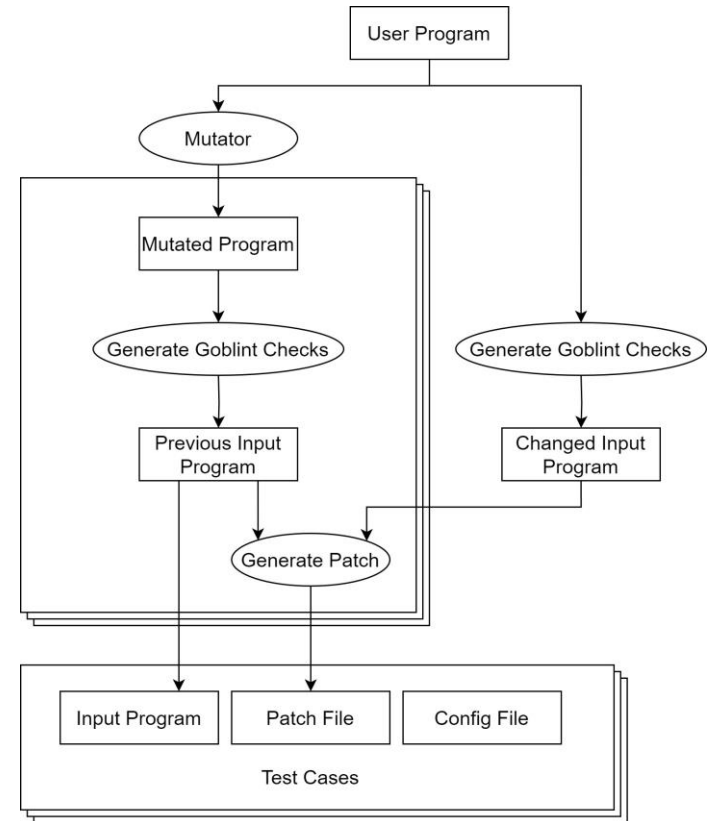 User Program
Mutator
Mutated Program
Generate Goblint Checks
Generate Goblint Checks
Previous Input
Program
Changed Input
Program
Generate Patch
Input Program
Patch File
Config File
Test Cases